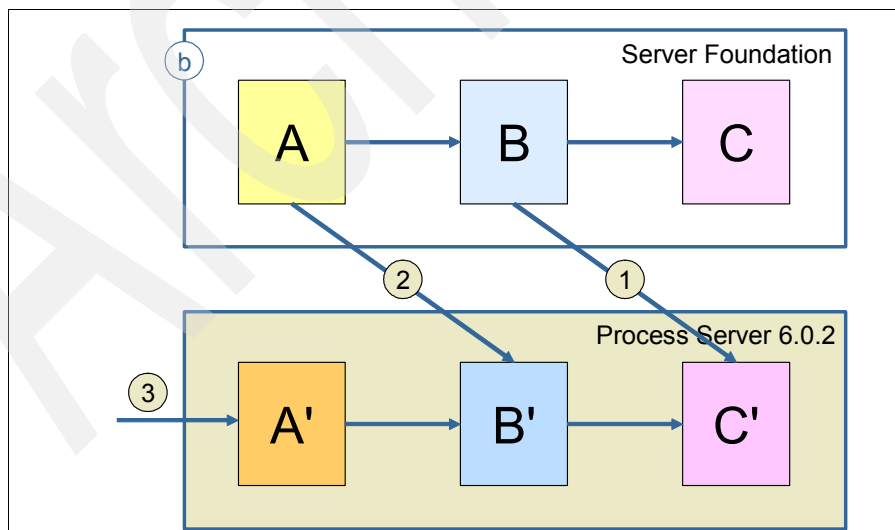 b
Server Foundation
A
B
C
2
1
Process Server 6.0.2
3
A'
B'
C'